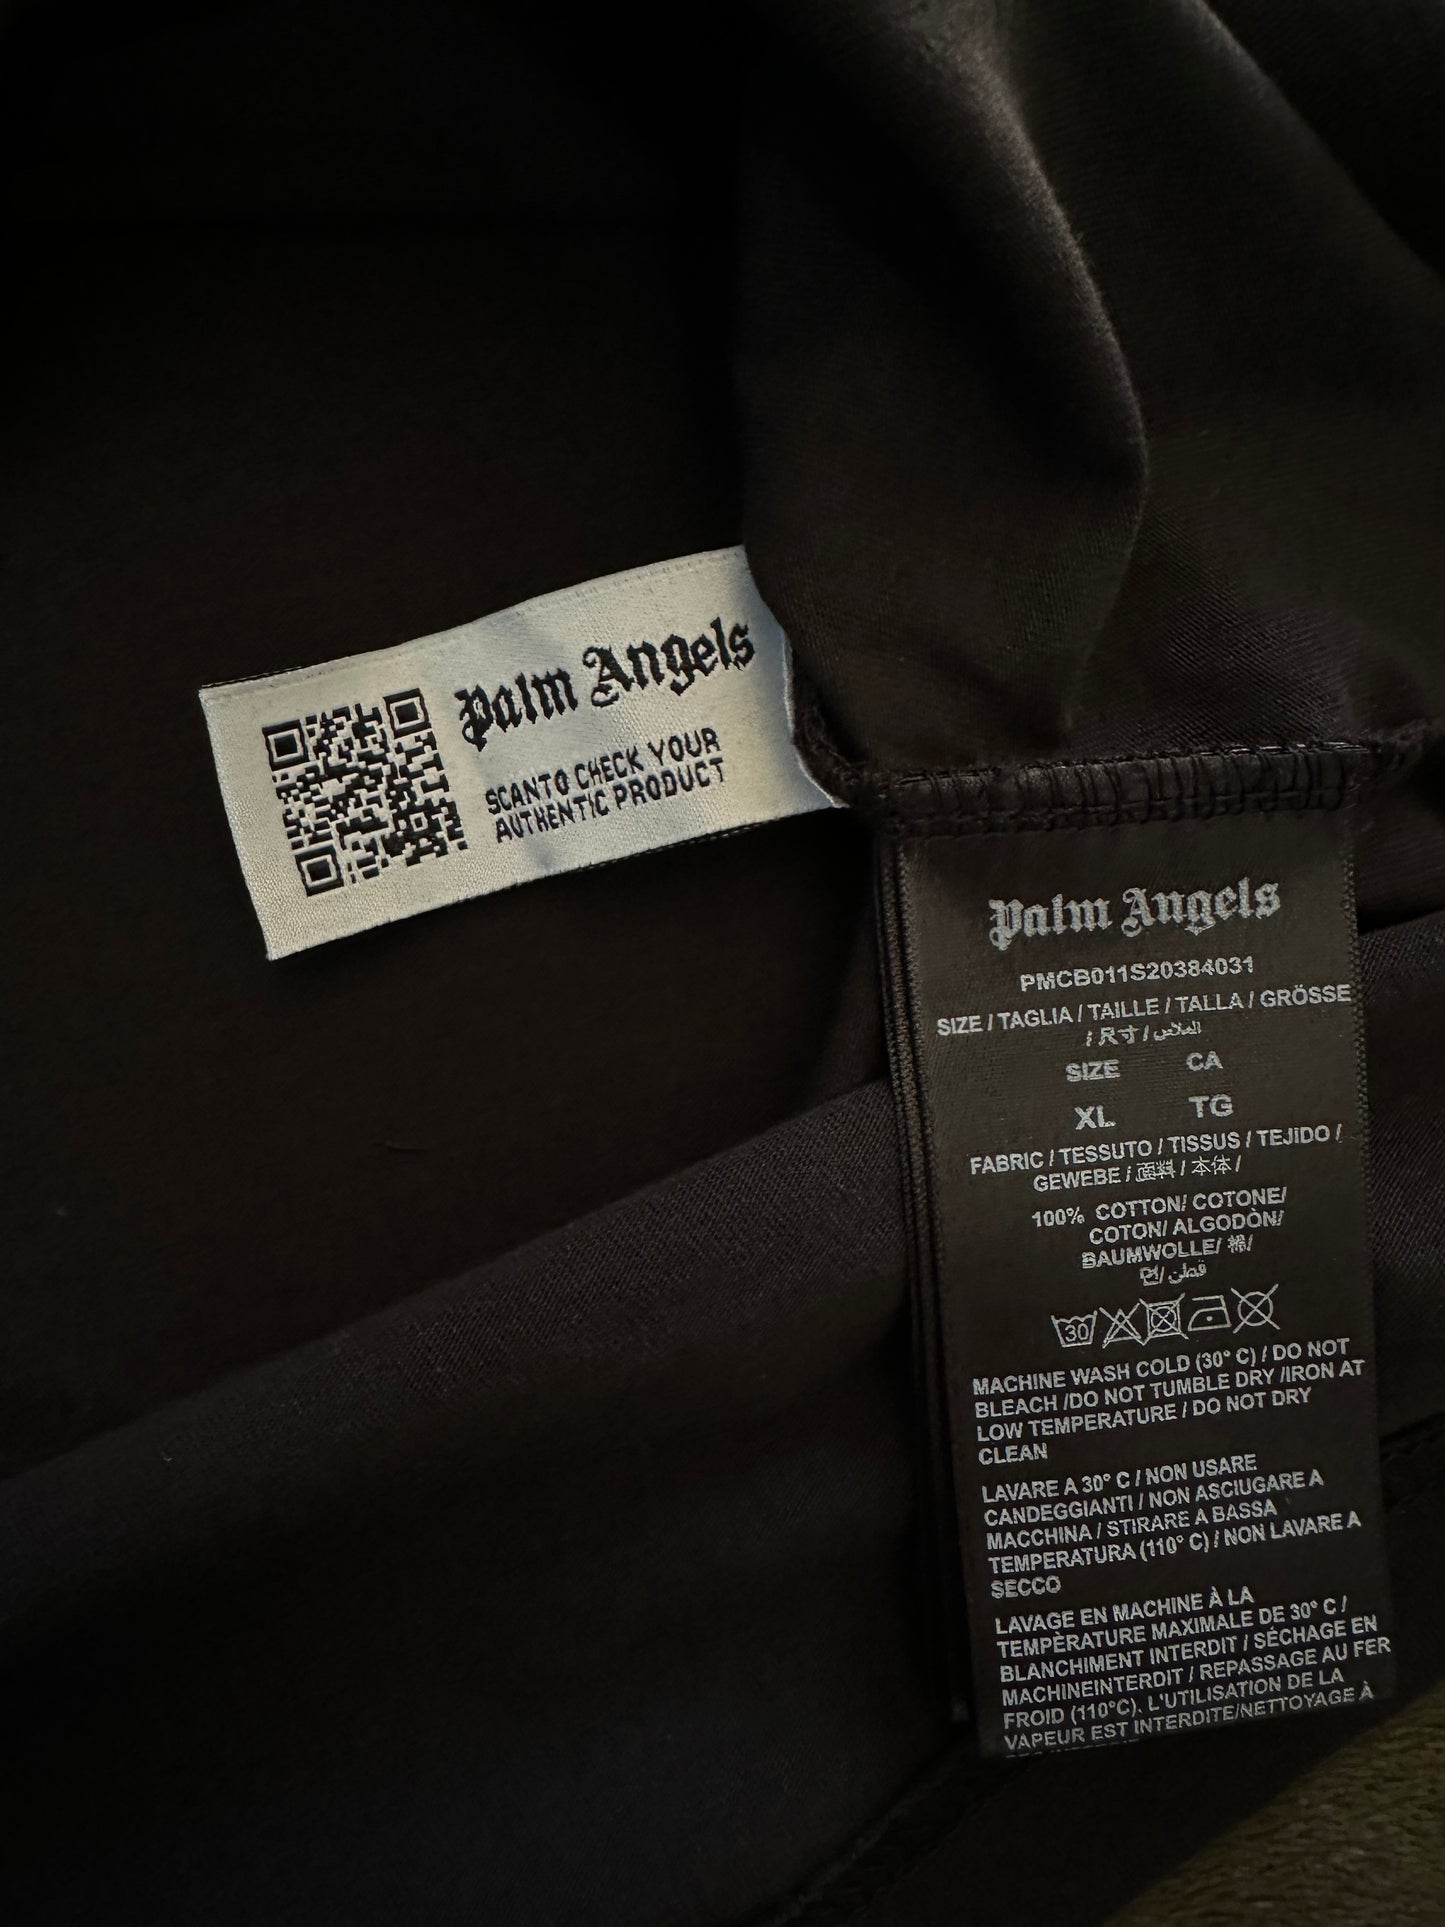 Palm Angels
SCANTO CHECK YOUR
AUTHENTIC PRODUCT
Palm Angels
PMCB011S20384031
SIZE / TAGLIA / TAILLE / TALLA / GRÖSSE
/ 尺寸 /
SIZE CA
XL TG
FABRIC / TESSUTO / TISSUS / TEJIDO /
GEWEBE / 面料 / 本体 /
100% COTTON/ COTONE/
COTON/ ALGODÒN/
BAUMWOLLE/ 棉/
قطن/
30
MACHINE WASH COLD (30° C) / DO NOT
BLEACH /DO NOT TUMBLE DRY /IRON AT
LOW TEMPERATURE / DO NOT DRY
CLEAN
LAVARE A 30° C / NON USARE
CANDEGGIANTI / NON ASCIUGARE A
MACCHINA / STIRARE A BASSA
TEMPERATURA (110° C) / NON LAVARE A
SECCO
LAVAGE EN MACHINE À LA
TEMPÈRATURE MAXIMALE DE 30° C /
BLANCHIMENT INTERDIT / SÉCHAGE EN
MACHINEINTERDIT / REPASSAGE AU FER
FROID (110°C). L'UTILISATION DE LA
VAPEUR EST INTERDITE/NETTOYAGE À